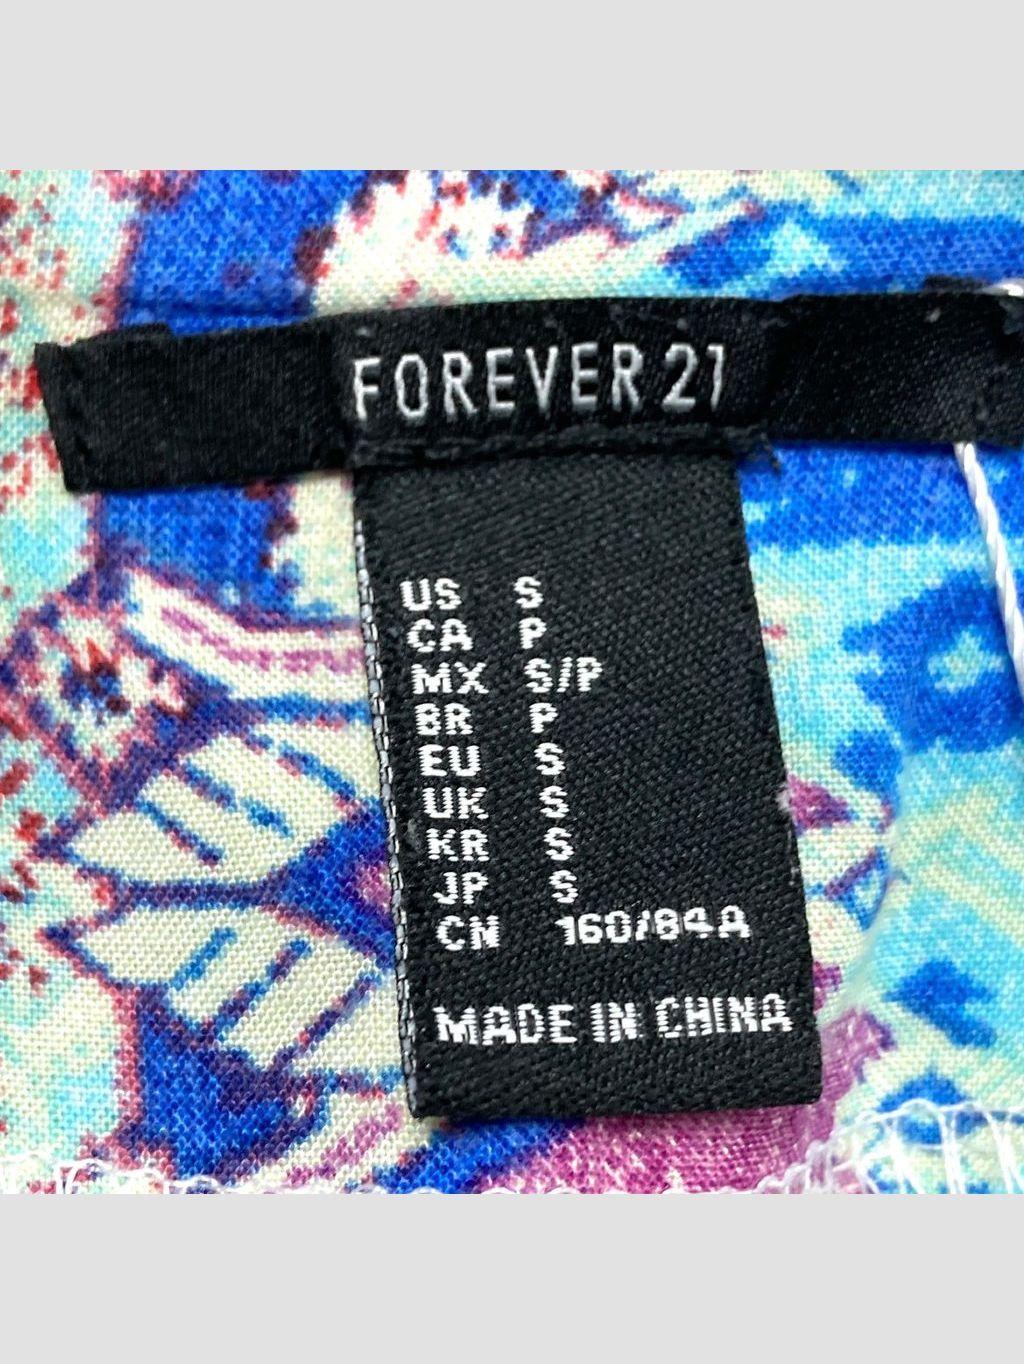 FOREVER 21
US S
CA P
MX S/P
BR P
EU S
UK S
KR S
JP S
CN 160/84A
MADE IN CHINA